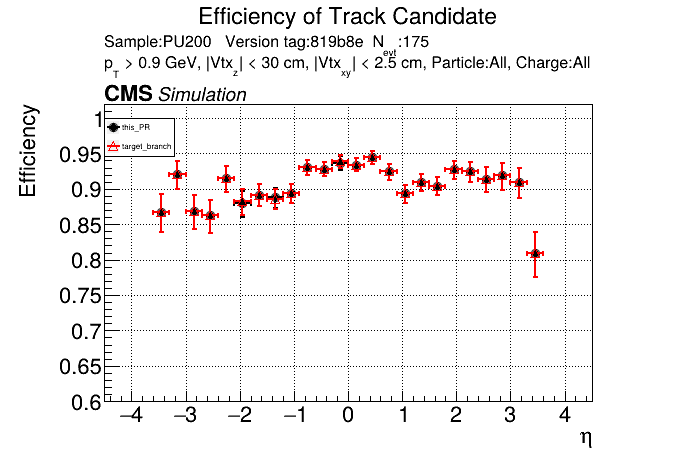 Efficiency of Track Candidate
Sample:PU200 Version tag:819b8e N_evt:175
p_T > 0.9 GeV, |Vtx_z| < 30 cm, |Vtx_xy| < 2.5 cm, Particle:All, Charge:All
CMS Simulation
Efficiency
1
0.95
0.9
0.85
0.8
0.75
0.7
0.65
0.6
this_PR
target_branch
−4 −3 −2 −1 0 1 2 3 4
η